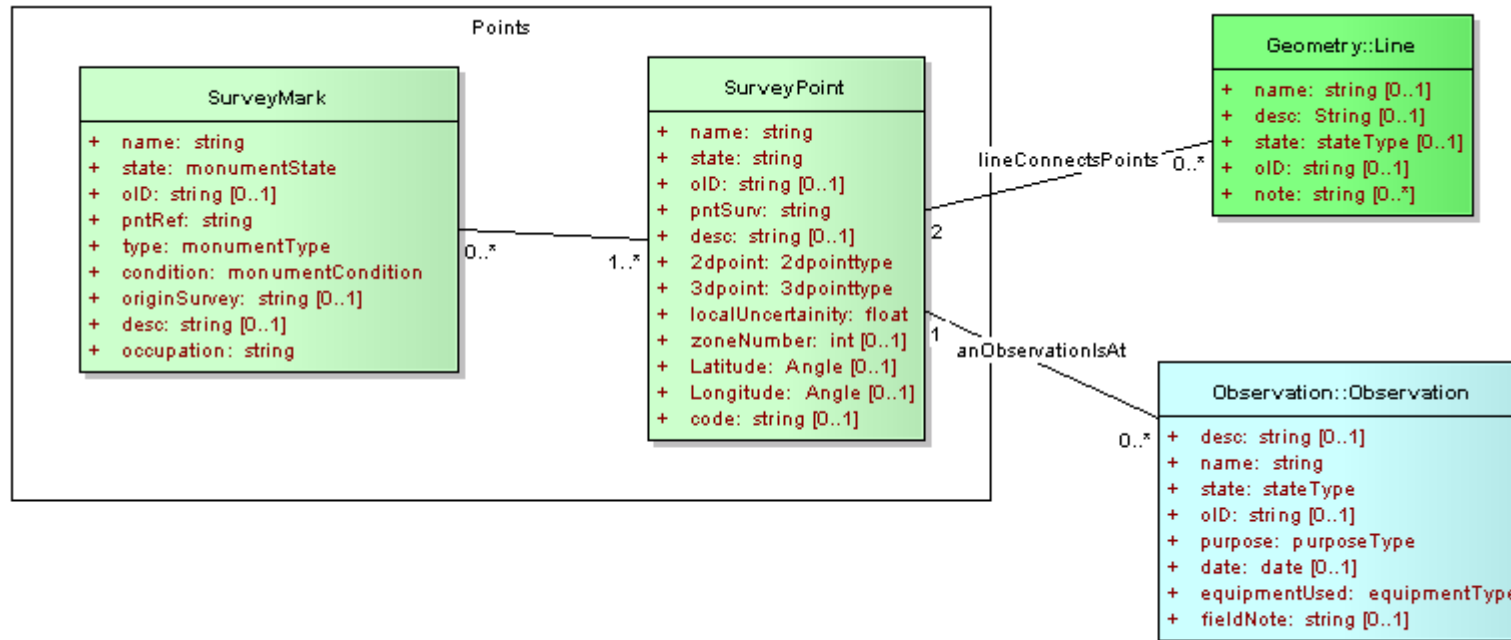 Points
SurveyMark
+ name: string
+ state: monumentState
+ oID: string [0..1]
+ pntRef: string
+ type: monumentType
+ condition: monumentCondition
+ originSurvey: string [0..1]
+ desc: string [0..1]
+ occupation: string
0..*
1..*
SurveyPoint
+ name: string
+ state: string
+ oID: string [0..1]
+ pntSurv: string
+ desc: string [0..1]
+ 2dpoint: 2dpointtype
+ 3dpoint: 3dpointtype
+ localUncertainity: float
+ zoneNumber: int [0..1]
+ Latitude: Angle [0..1]
+ Longitude: Angle [0..1]
+ code: string [0..1]
2
lineConnectsPoints
0..*
Geometry::Line
+ name: string [0..1]
+ desc: String [0..1]
+ state: stateType [0..1]
+ oID: string [0..1]
+ note: string [0..*]
1
anObservationIsAt
0..*
Observation::Observation
+ desc: string [0..1]
+ name: string
+ state: stateType
+ oID: string [0..1]
+ purpose: purposeType
+ date: date [0..1]
+ equipmentUsed: equipmentType
+ fieldNote: string [0..1]